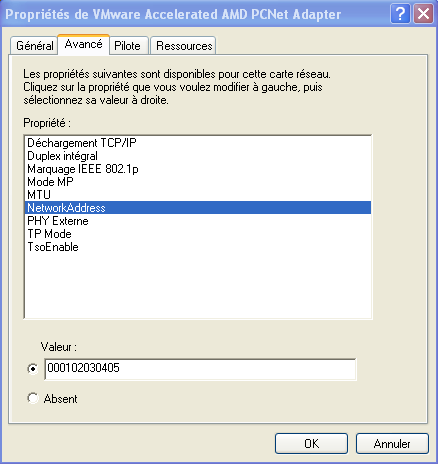 Propriétés de VMware Accelerated AMD PCNet Adapter
Général
Avancé
Pilote
Ressources
Les propriétés suivantes sont disponibles pour cette carte réseau.
Cliquez sur la propriété que vous voulez modifier à gauche, puis
sélectionnez sa valeur à droite.
Propriété :
Déchargement TCP/IP
Duplex intégral
Marquage IEEE 802.1p
Mode MP
MTU
NetworkAddress
PHY Externe
TP Mode
TsoEnable
Valeur :
000102030405
Absent
OK
Annuler